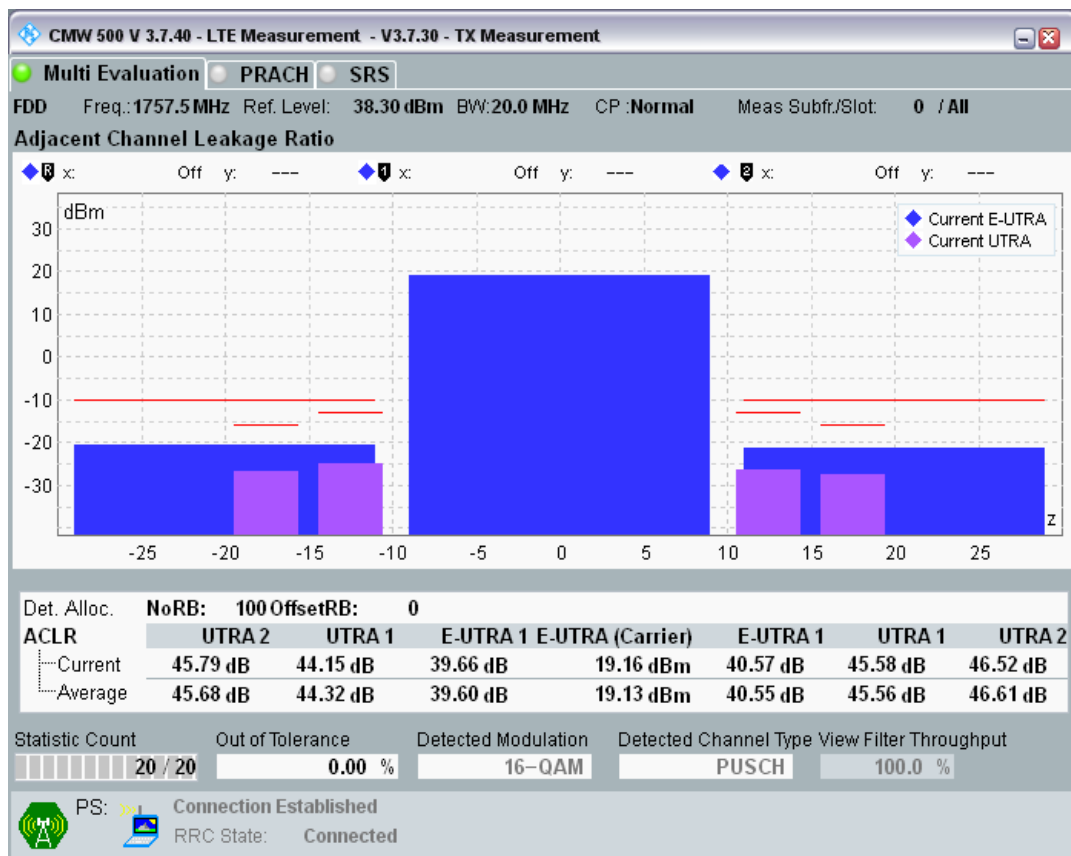 CMW 500 V 3.7.40 - LTE Measurement - V3.7.30 - TX Measurement
Multi Evaluation PRACH SRS
FDD Freq.:1757.5 MHz Ref. Level: 38.30 dBm BW:20.0 MHz CP :Normal Meas Subfr./Slot: 0 / All
Adjacent Channel Leakage Ratio
R x: Off y: --- 1 x: Off y: --- 2 x: Off y: ---
dBm
Current E-UTRA
Current UTRA
30
20
10
0
-10
-20
-30
z
-25 -20 -15 -10 -5 0 5 10 15 20 25
Det. Alloc. NoRB: 100 OffsetRB: 0
ACLR UTRA 2 UTRA 1 E-UTRA 1 E-UTRA (Carrier) E-UTRA 1 UTRA 1 UTRA 2
Current 45.79 dB 44.15 dB 39.66 dB 19.16 dBm 40.57 dB 45.58 dB 46.52 dB
Average 45.68 dB 44.32 dB 39.60 dB 19.13 dBm 40.55 dB 45.56 dB 46.61 dB
Statistic Count Out of Tolerance Detected Modulation Detected Channel Type View Filter Throughput
20 / 20 0.00 % 16-QAM PUSCH 100.0 %
PS: Connection Established
RRC State: Connected